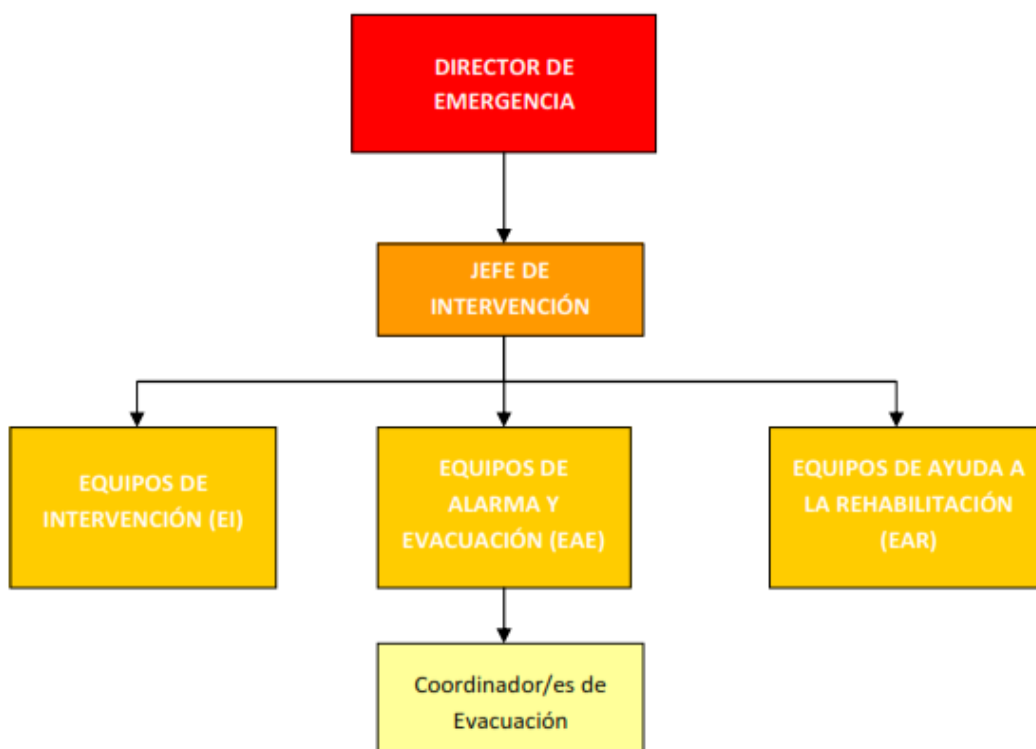 DIRECTOR DE
EMERGENCIA
JEFE DE
INTERVENCIÓN
EQUIPOS DE
INTERVENCIÓN (EI)
EQUIPOS DE
ALARMA Y
EVACUACIÓN (EAE)
EQUIPOS DE AYUDA A
LA REHABILITACIÓN
(EAR)
Coordinador/es de
Evacuación